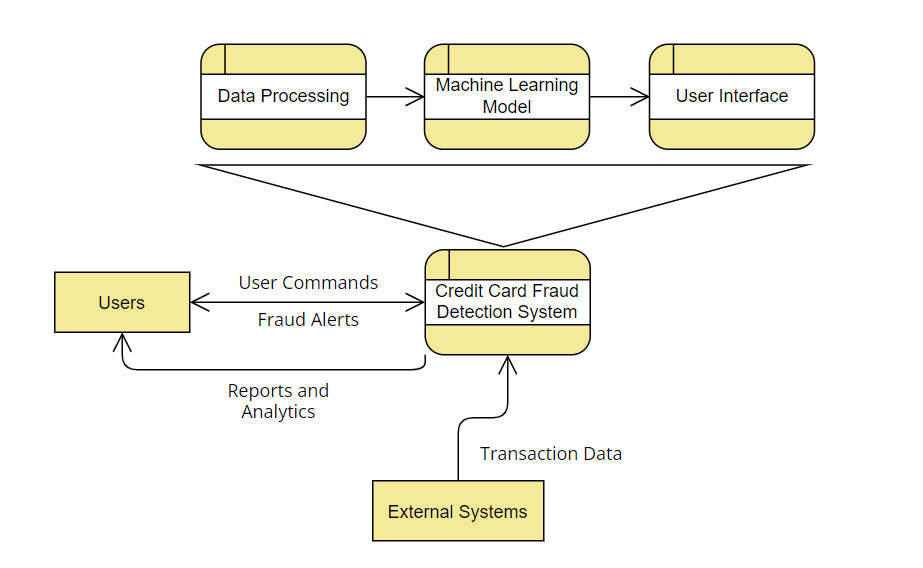 Data Processing
Machine Learning
Model
User Interface
User Commands
Fraud Alerts
Users
Credit Card Fraud
Detection System
Reports and
Analytics
Transaction Data
External Systems